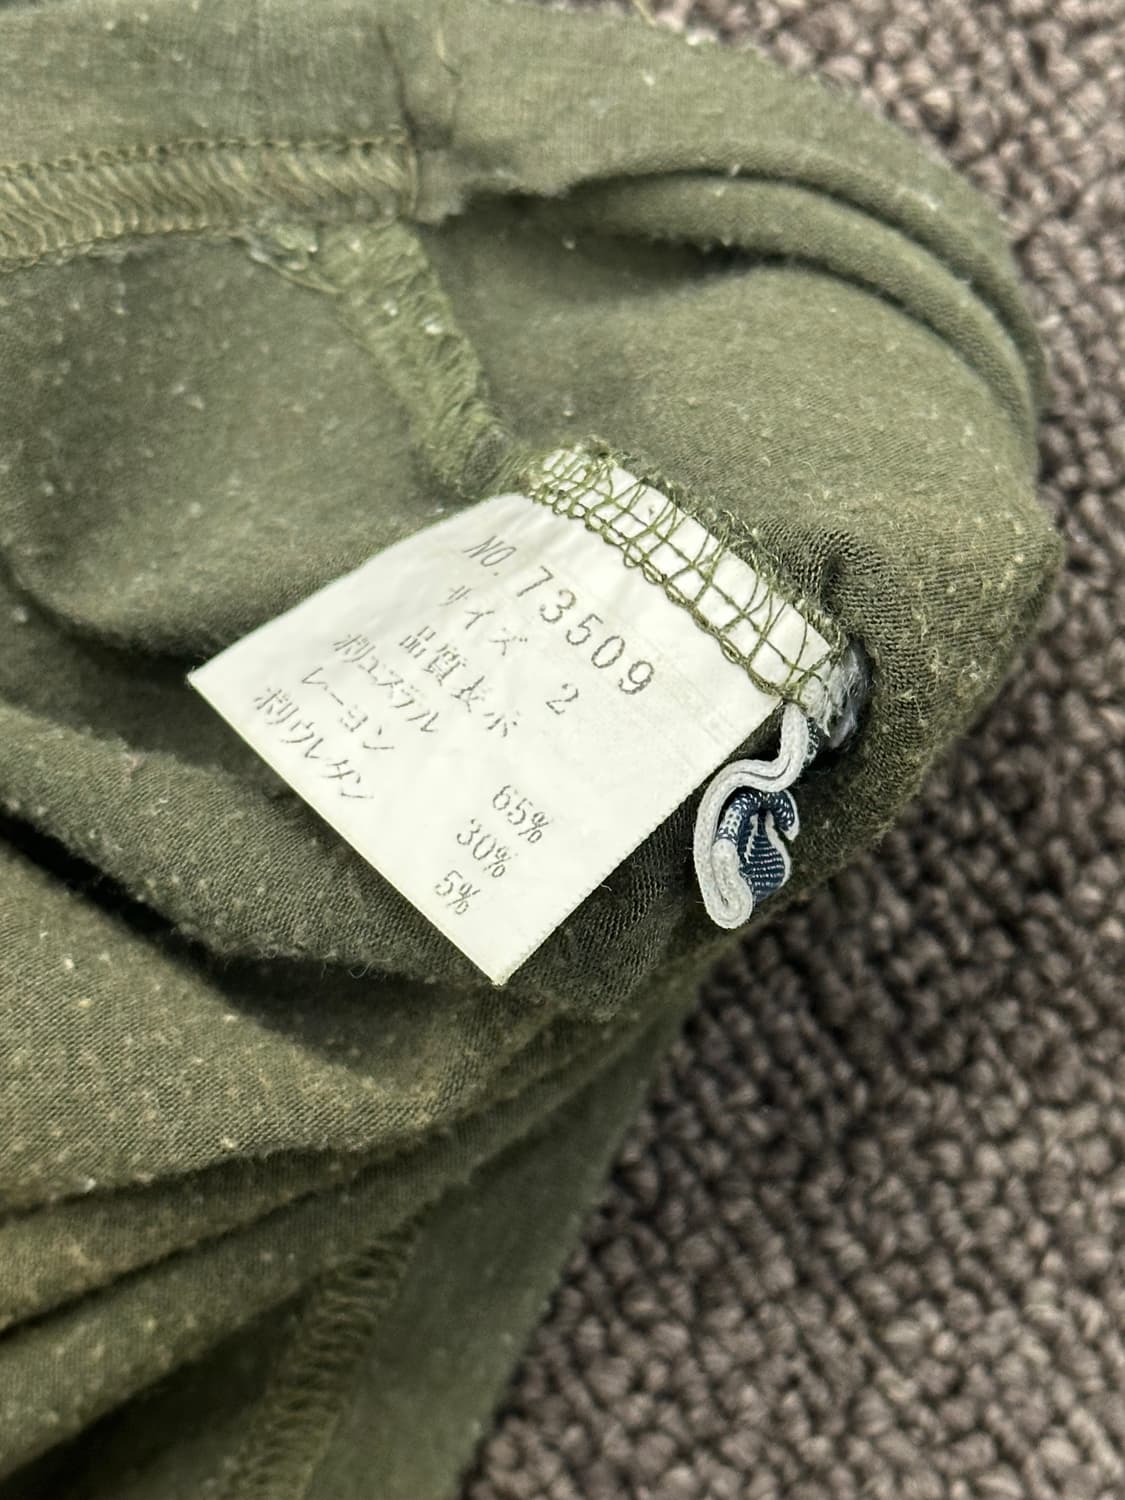 NO. 73509
サイズ 2
品質表示
ポリエステル 65%
レーヨン 30%
ポリウレタン 5%